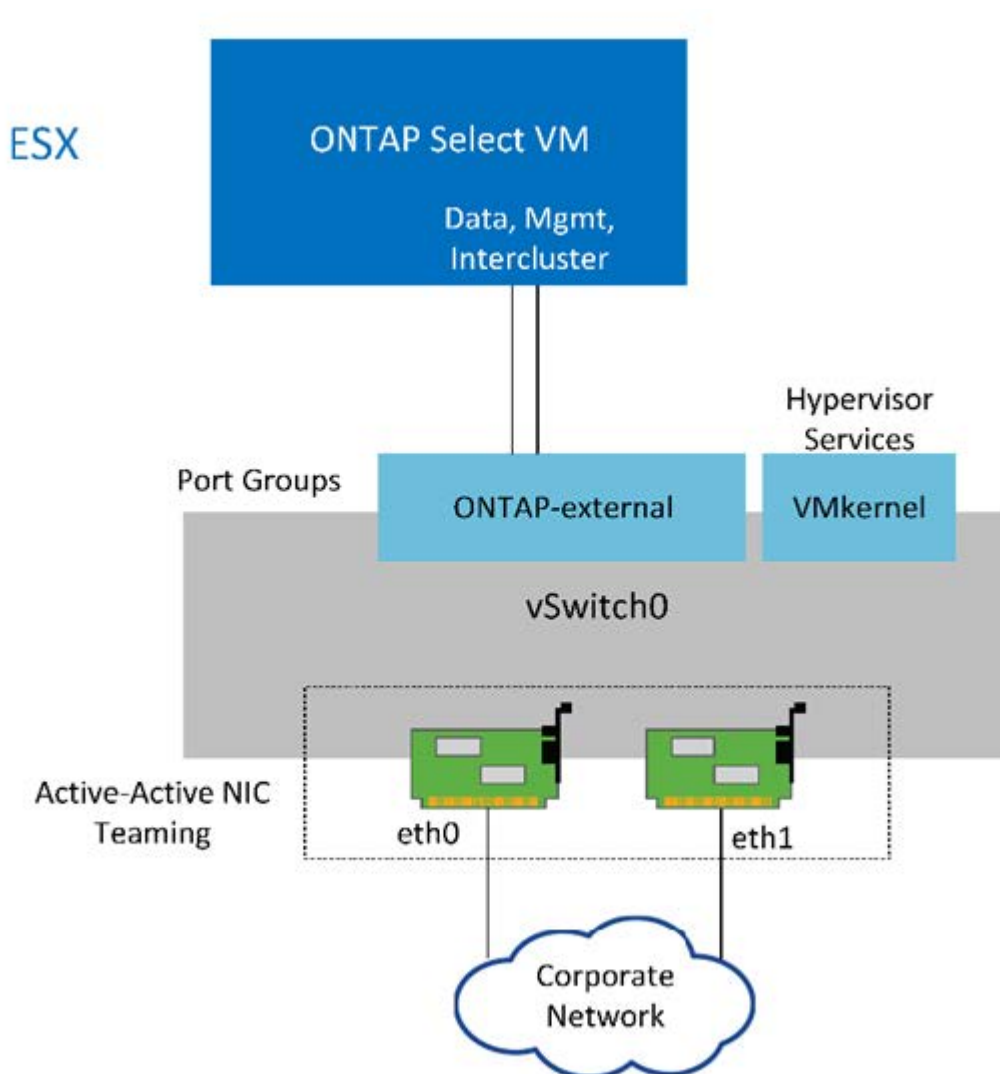 ESX
ONTAP Select VM
Data, Mgmt,
Intercluster
Hypervisor
Services
Port Groups
ONTAP-external
VMkernel
vSwitch0
Active-Active NIC
Teaming
eth0
eth1
Corporate
Network